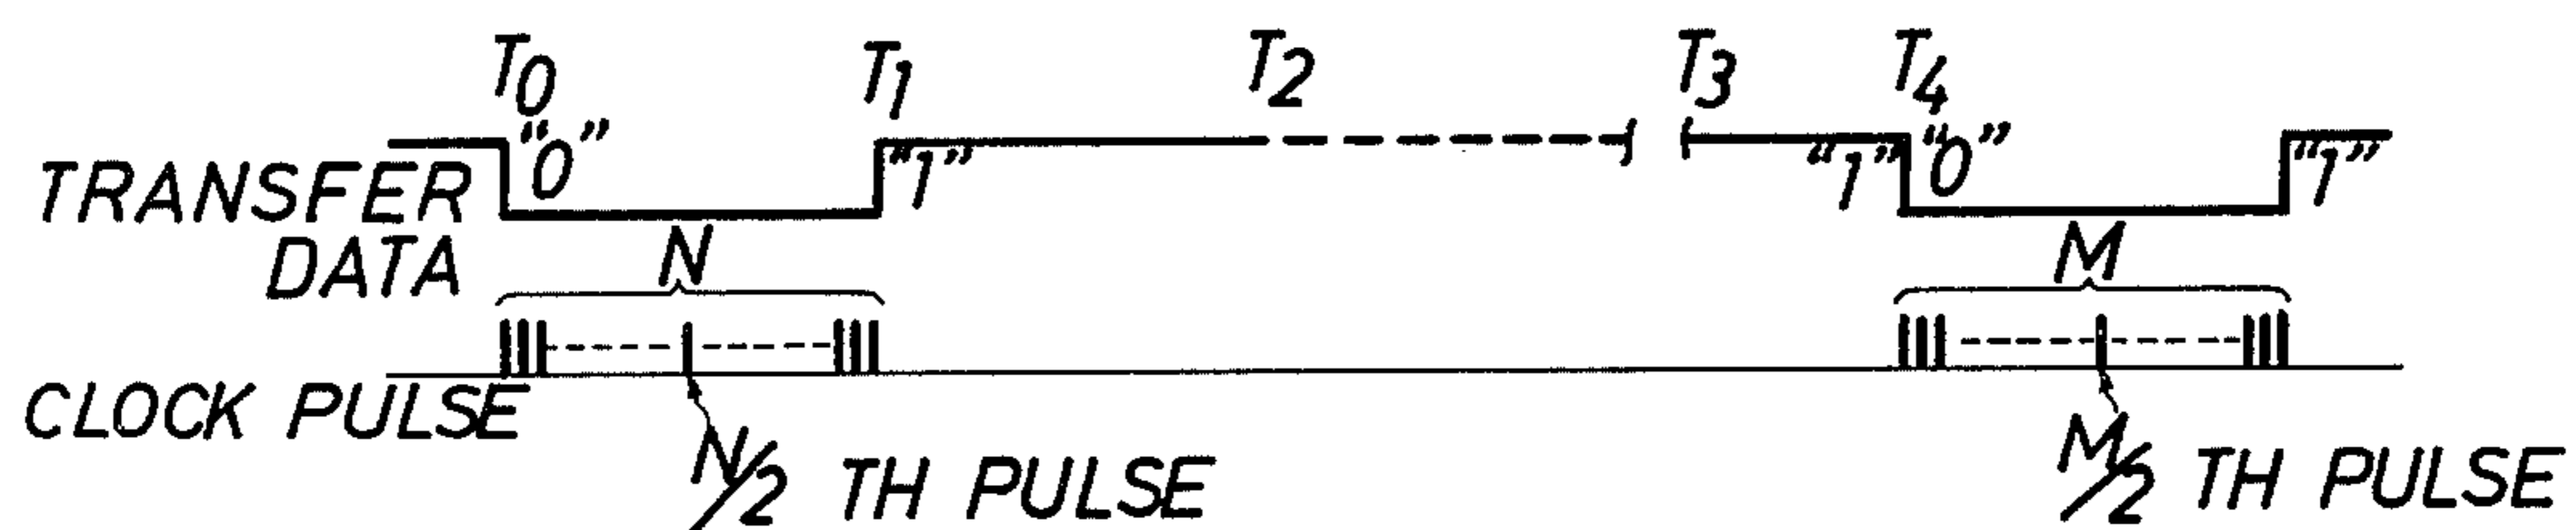 T0 T1 T2 T3 T4
"0" "1" "1" "0" "1"
TRANSFER
DATA
N M
CLOCK PULSE
N/2 TH PULSE M/2 TH PULSE